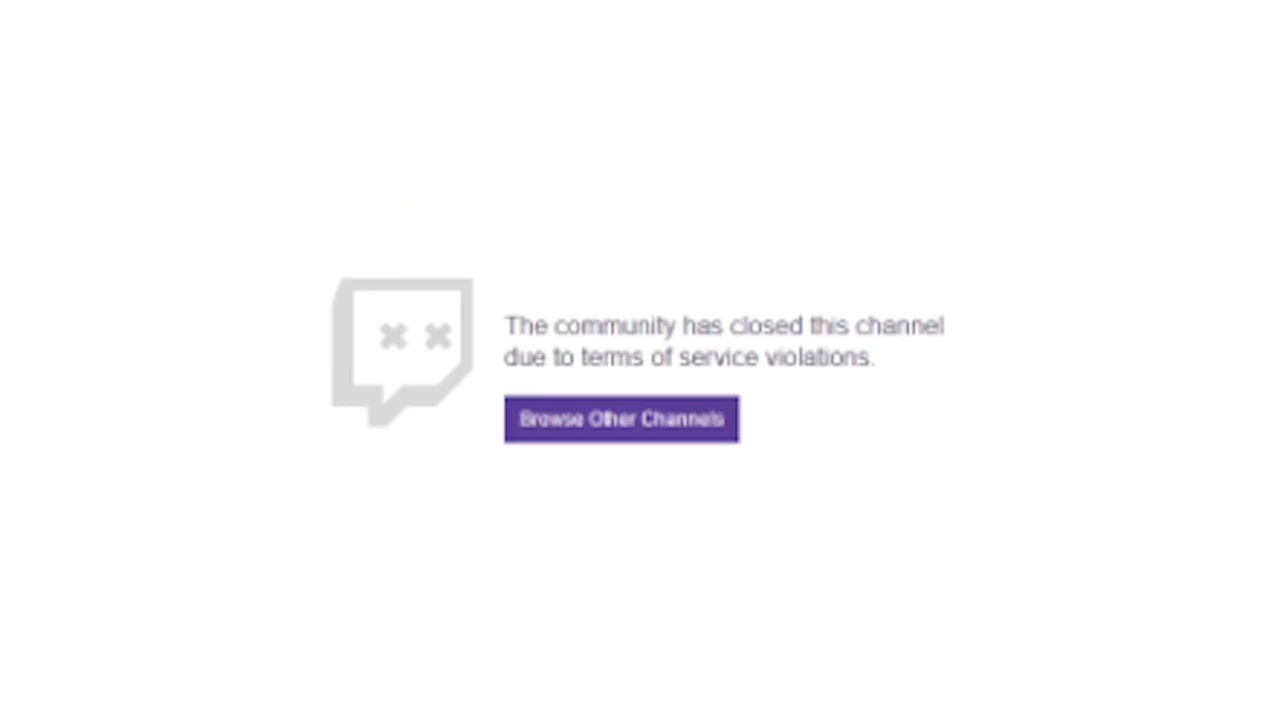 The community has closed this channel
due to terms of service violations.
Browse Other Channels